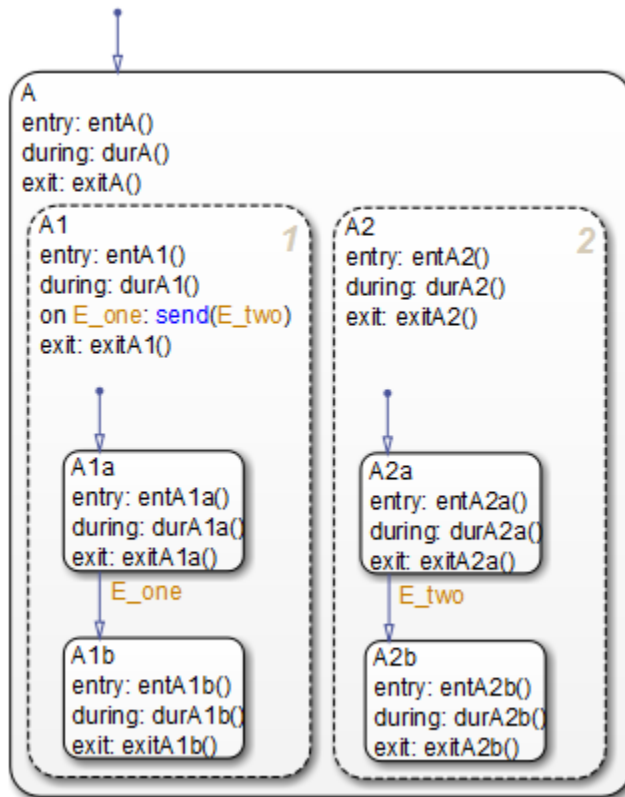 A
entry: entA()
during: durA()
exit: exitA()
A1
1
entry: entA1()
during: durA1()
on E_one: send(E_two)
exit: exitA1()
A1a
entry: entA1a()
during: durA1a()
exit: exitA1a()
E_one
A1b
entry: entA1b()
during: durA1b()
exit: exitA1b()
A2
2
entry: entA2()
during: durA2()
exit: exitA2()
A2a
entry: entA2a()
during: durA2a()
exit: exitA2a()
E_two
A2b
entry: entA2b()
during: durA2b()
exit: exitA2b()